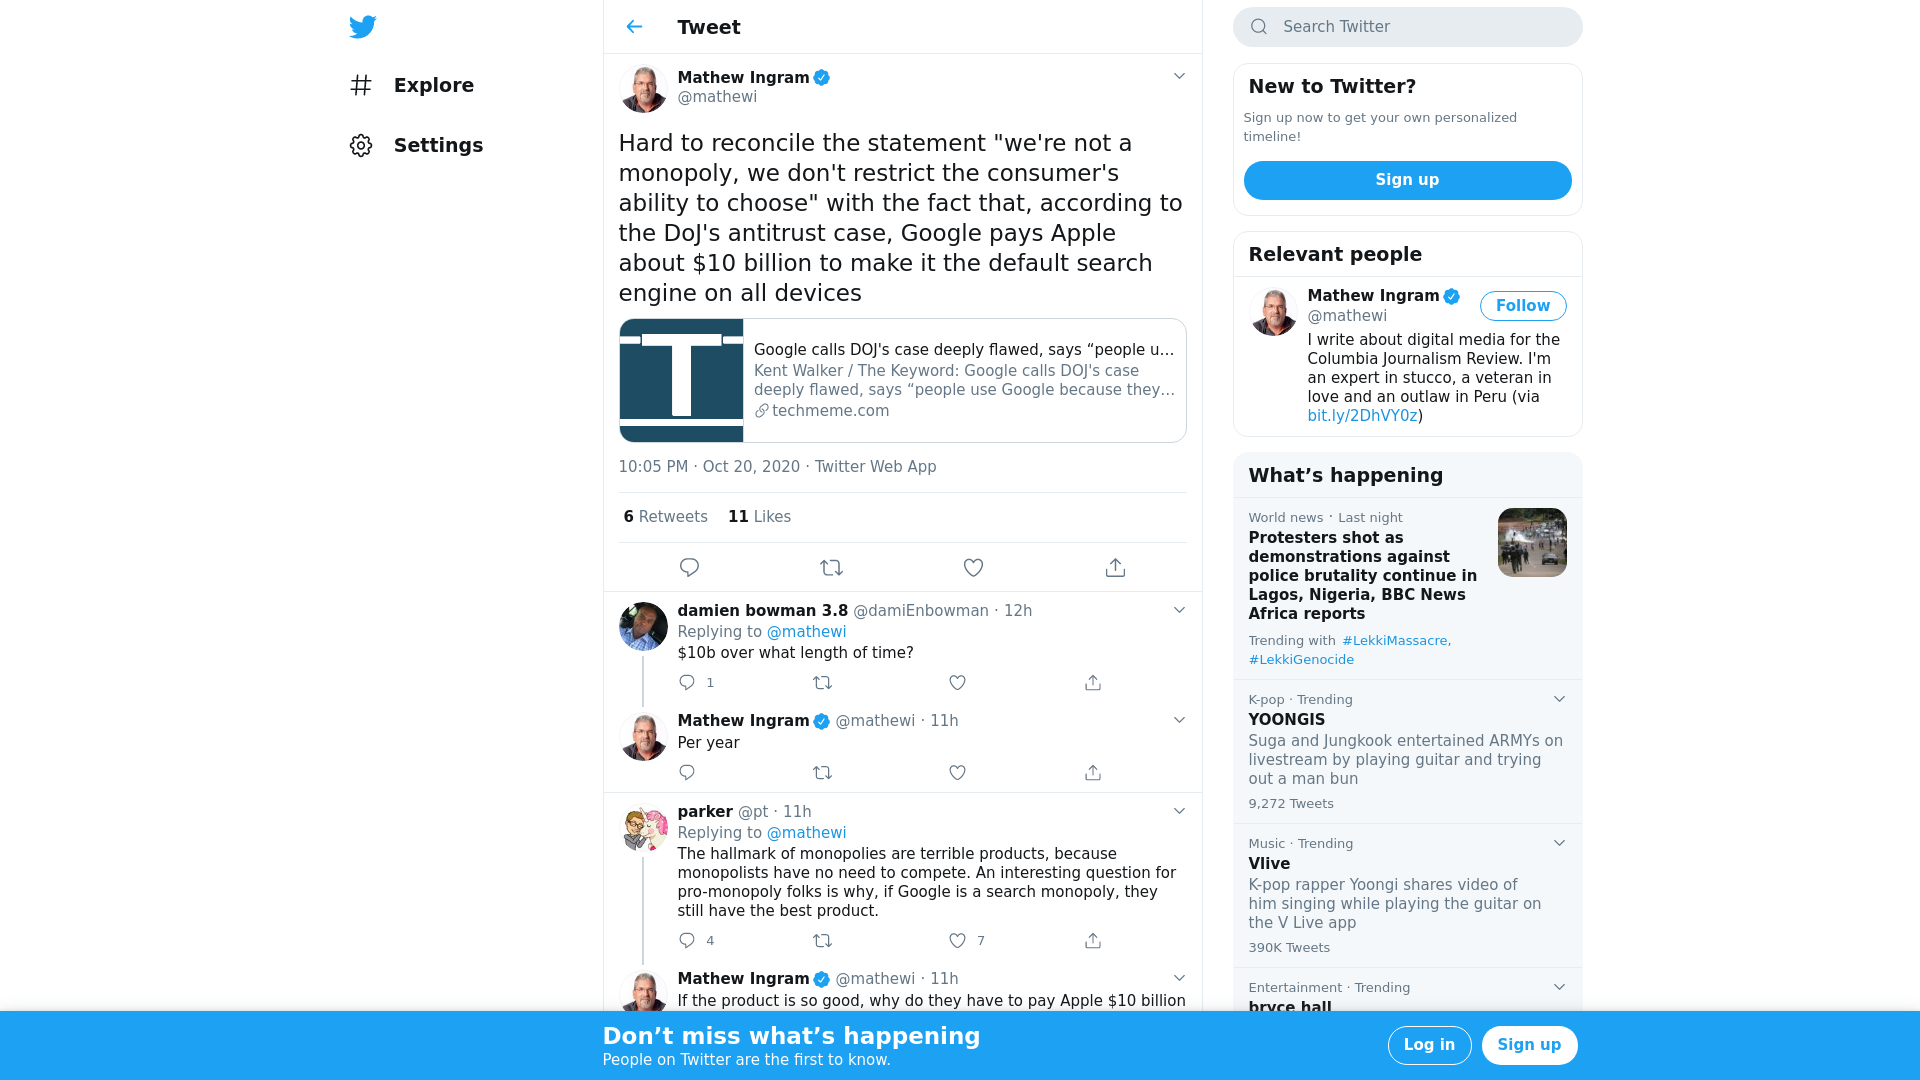 Explore
Settings
Tweet
Mathew Ingram
@mathewi
Hard to reconcile the statement "we're not a
monopoly, we don't restrict the consumer's
ability to choose" with the fact that, according to
the DoJ's antitrust case, Google pays Apple
about $10 billion to make it the default search
engine on all devices
T
Google calls DOJ's case deeply flawed, says “people u…
Kent Walker / The Keyword: Google calls DOJ's case
deeply flawed, says “people use Google because they…
techmeme.com
10:05 PM · Oct 20, 2020 · Twitter Web App
6 Retweets 11 Likes
damien bowman 3.8 @damiEnbowman · 12h
Replying to @mathewi
$10b over what length of time?
1
Mathew Ingram @mathewi · 11h
Per year
parker @pt · 11h
Replying to @mathewi
The hallmark of monopolies are terrible products, because
monopolists have no need to compete. An interesting question for
pro-monopoly folks is why, if Google is a search monopoly, they
still have the best product.
4 7
Mathew Ingram @mathewi · 11h
If the product is so good, why do they have to pay Apple $10 billion
Search Twitter
New to Twitter?
Sign up now to get your own personalized
timeline!
Sign up
Relevant people
Mathew Ingram
@mathewi
Follow
I write about digital media for the
Columbia Journalism Review. I'm
an expert in stucco, a veteran in
love and an outlaw in Peru (via
bit.ly/2DhVY0z)
What’s happening
World news · Last night
Protesters shot as
demonstrations against
police brutality continue in
Lagos, Nigeria, BBC News
Africa reports
Trending with #LekkiMassacre,
#LekkiGenocide
K-pop · Trending
YOONGIS
Suga and Jungkook entertained ARMYs on
livestream by playing guitar and trying
out a man bun
9,272 Tweets
Music · Trending
Vlive
K-pop rapper Yoongi shares video of
him singing while playing the guitar on
the V Live app
390K Tweets
Entertainment · Trending
bryce hall
Don’t miss what’s happening
People on Twitter are the first to know.
Log in
Sign up